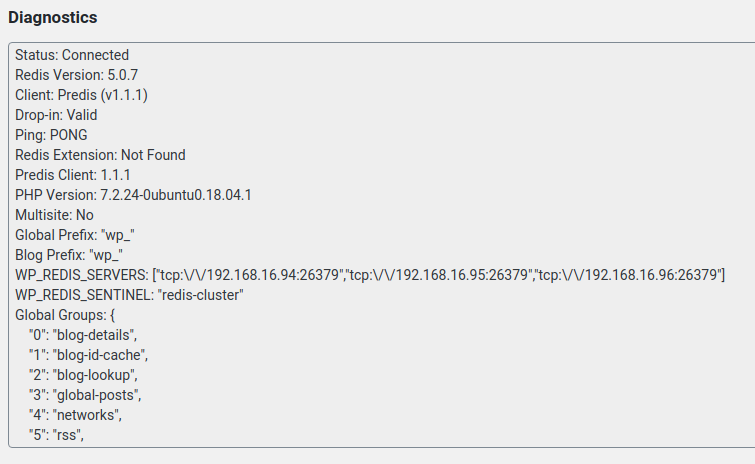 Diagnostics
Status: Connected
Redis Version: 5.0.7
Client: Predis (v1.1.1)
Drop-in: Valid
Ping: PONG
Redis Extension: Not Found
Predis Client: 1.1.1
PHP Version: 7.2.24-0ubuntu0.18.04.1
Multisite: No
Global Prefix: "wp_"
Blog Prefix: "wp_"
WP_REDIS_SERVERS: ["tcp:\/\/192.168.16.94:26379","tcp:\/\/192.168.16.95:26379","tcp:\/\/192.168.16.96:26379"]
WP_REDIS_SENTINEL: "redis-cluster"
Global Groups: {
"0": "blog-details",
"1": "blog-id-cache",
"2": "blog-lookup",
"3": "global-posts",
"4": "networks",
"5": "rss",